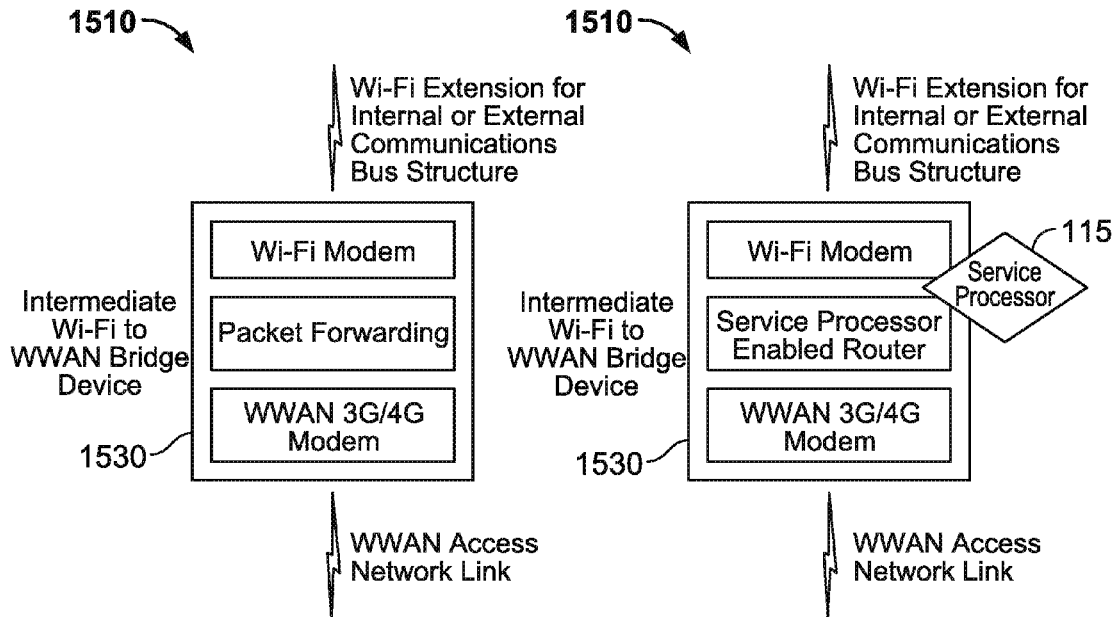 1510
Wi-Fi Extension for
Internal or External
Communications
Bus Structure
Wi-Fi Modem
Intermediate
Wi-Fi to
WWAN Bridge
Device
Packet Forwarding
WWAN 3G/4G
Modem
1530
WWAN Access
Network Link
1510
Wi-Fi Extension for
Internal or External
Communications
Bus Structure
115
Wi-Fi Modem
Service
Processor
Intermediate
Wi-Fi to
WWAN Bridge
Device
Service Processor
Enabled Router
WWAN 3G/4G
Modem
1530
WWAN Access
Network Link